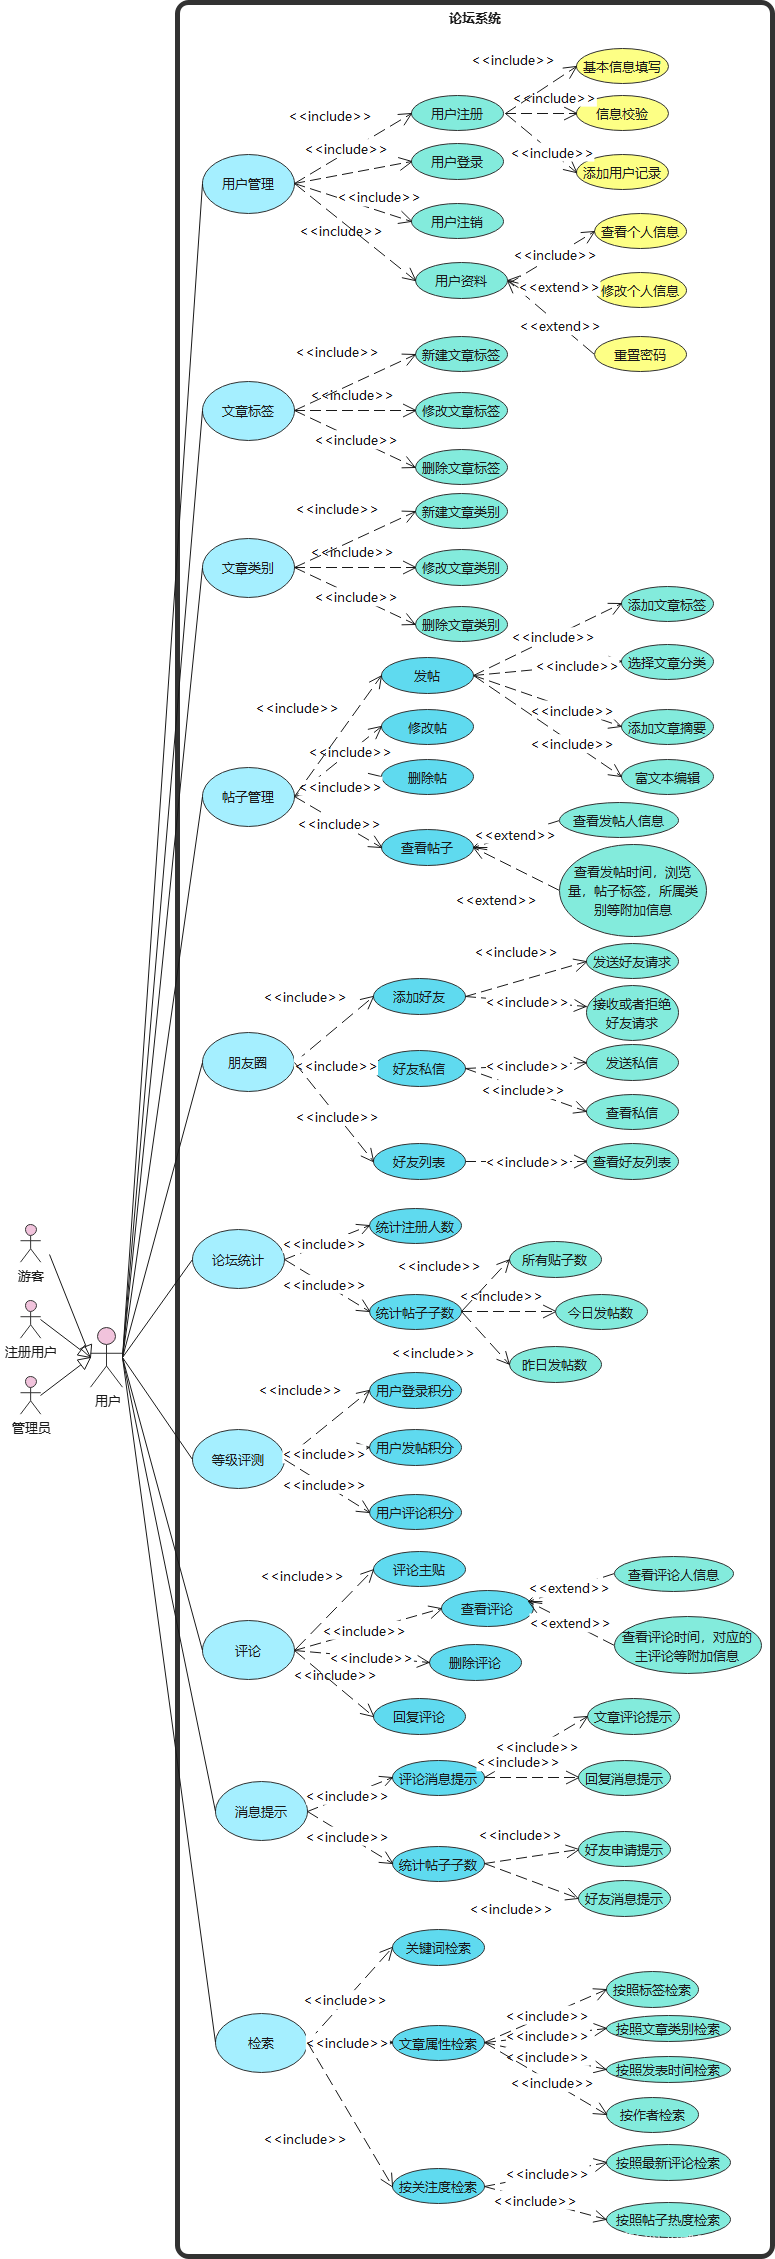 论坛系统
<<include>>
基本信息填写
<<include>>
信息校验
<<include>>
用户注册
<<include>>
用户登录
<<include>>
添加用户记录
用户管理
<<include>>
用户注销
<<include>>
查看个人信息
<<include>>
用户资料
<<extend>>
修改个人信息
<<extend>>
重置密码
<<include>>
新建文章标签
<<include>>
文章标签
修改文章标签
<<include>>
删除文章标签
<<include>>
新建文章类别
<<include>>
文章类别
修改文章类别
<<include>>
删除文章类别
添加文章标签
<<include>>
选择文章分类
<<include>>
发帖
<<include>>
<<include>>
添加文章摘要
修改帖
<<include>>
<<include>>
富文本编辑
删除帖
<<include>>
帖子管理
<<include>>
查看发帖人信息
<<extend>>
查看帖子
查看发帖时间，浏览
量，帖子标签，所属类
别等附加信息
<<extend>>
<<include>>
发送好友请求
添加好友
<<include>>
<<include>>
接收或者拒绝
好友请求
朋友圈
<<include>>
好友私信
<<include>>
发送私信
<<include>>
查看私信
<<include>>
好友列表
<<include>>
查看好友列表
统计注册人数
<<include>>
论坛统计
<<include>>
所有贴子数
<<include>>
<<include>>
统计帖子子数
今日发帖数
<<include>>
昨日发帖数
游客
注册用户
管理员
用户
<<include>>
用户登录积分
<<include>>
用户发帖积分
等级评测
<<include>>
用户评论积分
<<include>>
评论主贴
<<extend>>
查看评论人信息
查看评论
<<extend>>
<<include>>
查看评论时间，对应的
主评论等附加信息
评论
<<include>>
删除评论
<<include>>
回复评论
文章评论提示
<<include>>
<<include>>
评论消息提示
回复消息提示
<<include>>
消息提示
<<include>>
<<include>>
好友申请提示
统计帖子子数
好友消息提示
<<include>>
关键词检索
按照标签检索
<<include>>
<<include>>
按照文章类别检索
<<include>>
检索
<<include>>
文章属性检索
<<include>>
按照发表时间检索
<<include>>
按作者检索
<<include>>
按照最新评论检索
<<include>>
按关注度检索
<<include>>
按照帖子热度检索